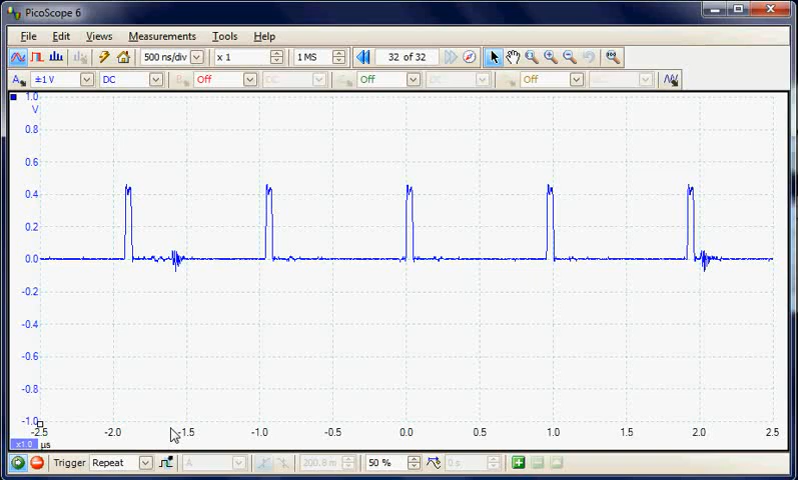 PicoScope 6
File Edit Views Measurements Tools Help
500 ns/div x 1 1 MS 32 of 32
A ±1 V DC B Off DC C Off DC Off
1.0
V
0.8
0.6
0.4
0.2
0.0
-0.2
-0.4
-0.6
-0.8
-1.0
-2.5 -2.0 -1.5 -1.0 -0.5 0.0 0.5 1.0 1.5 2.0 2.5
x1.0 µs
Trigger Repeat A 50 % 0 s